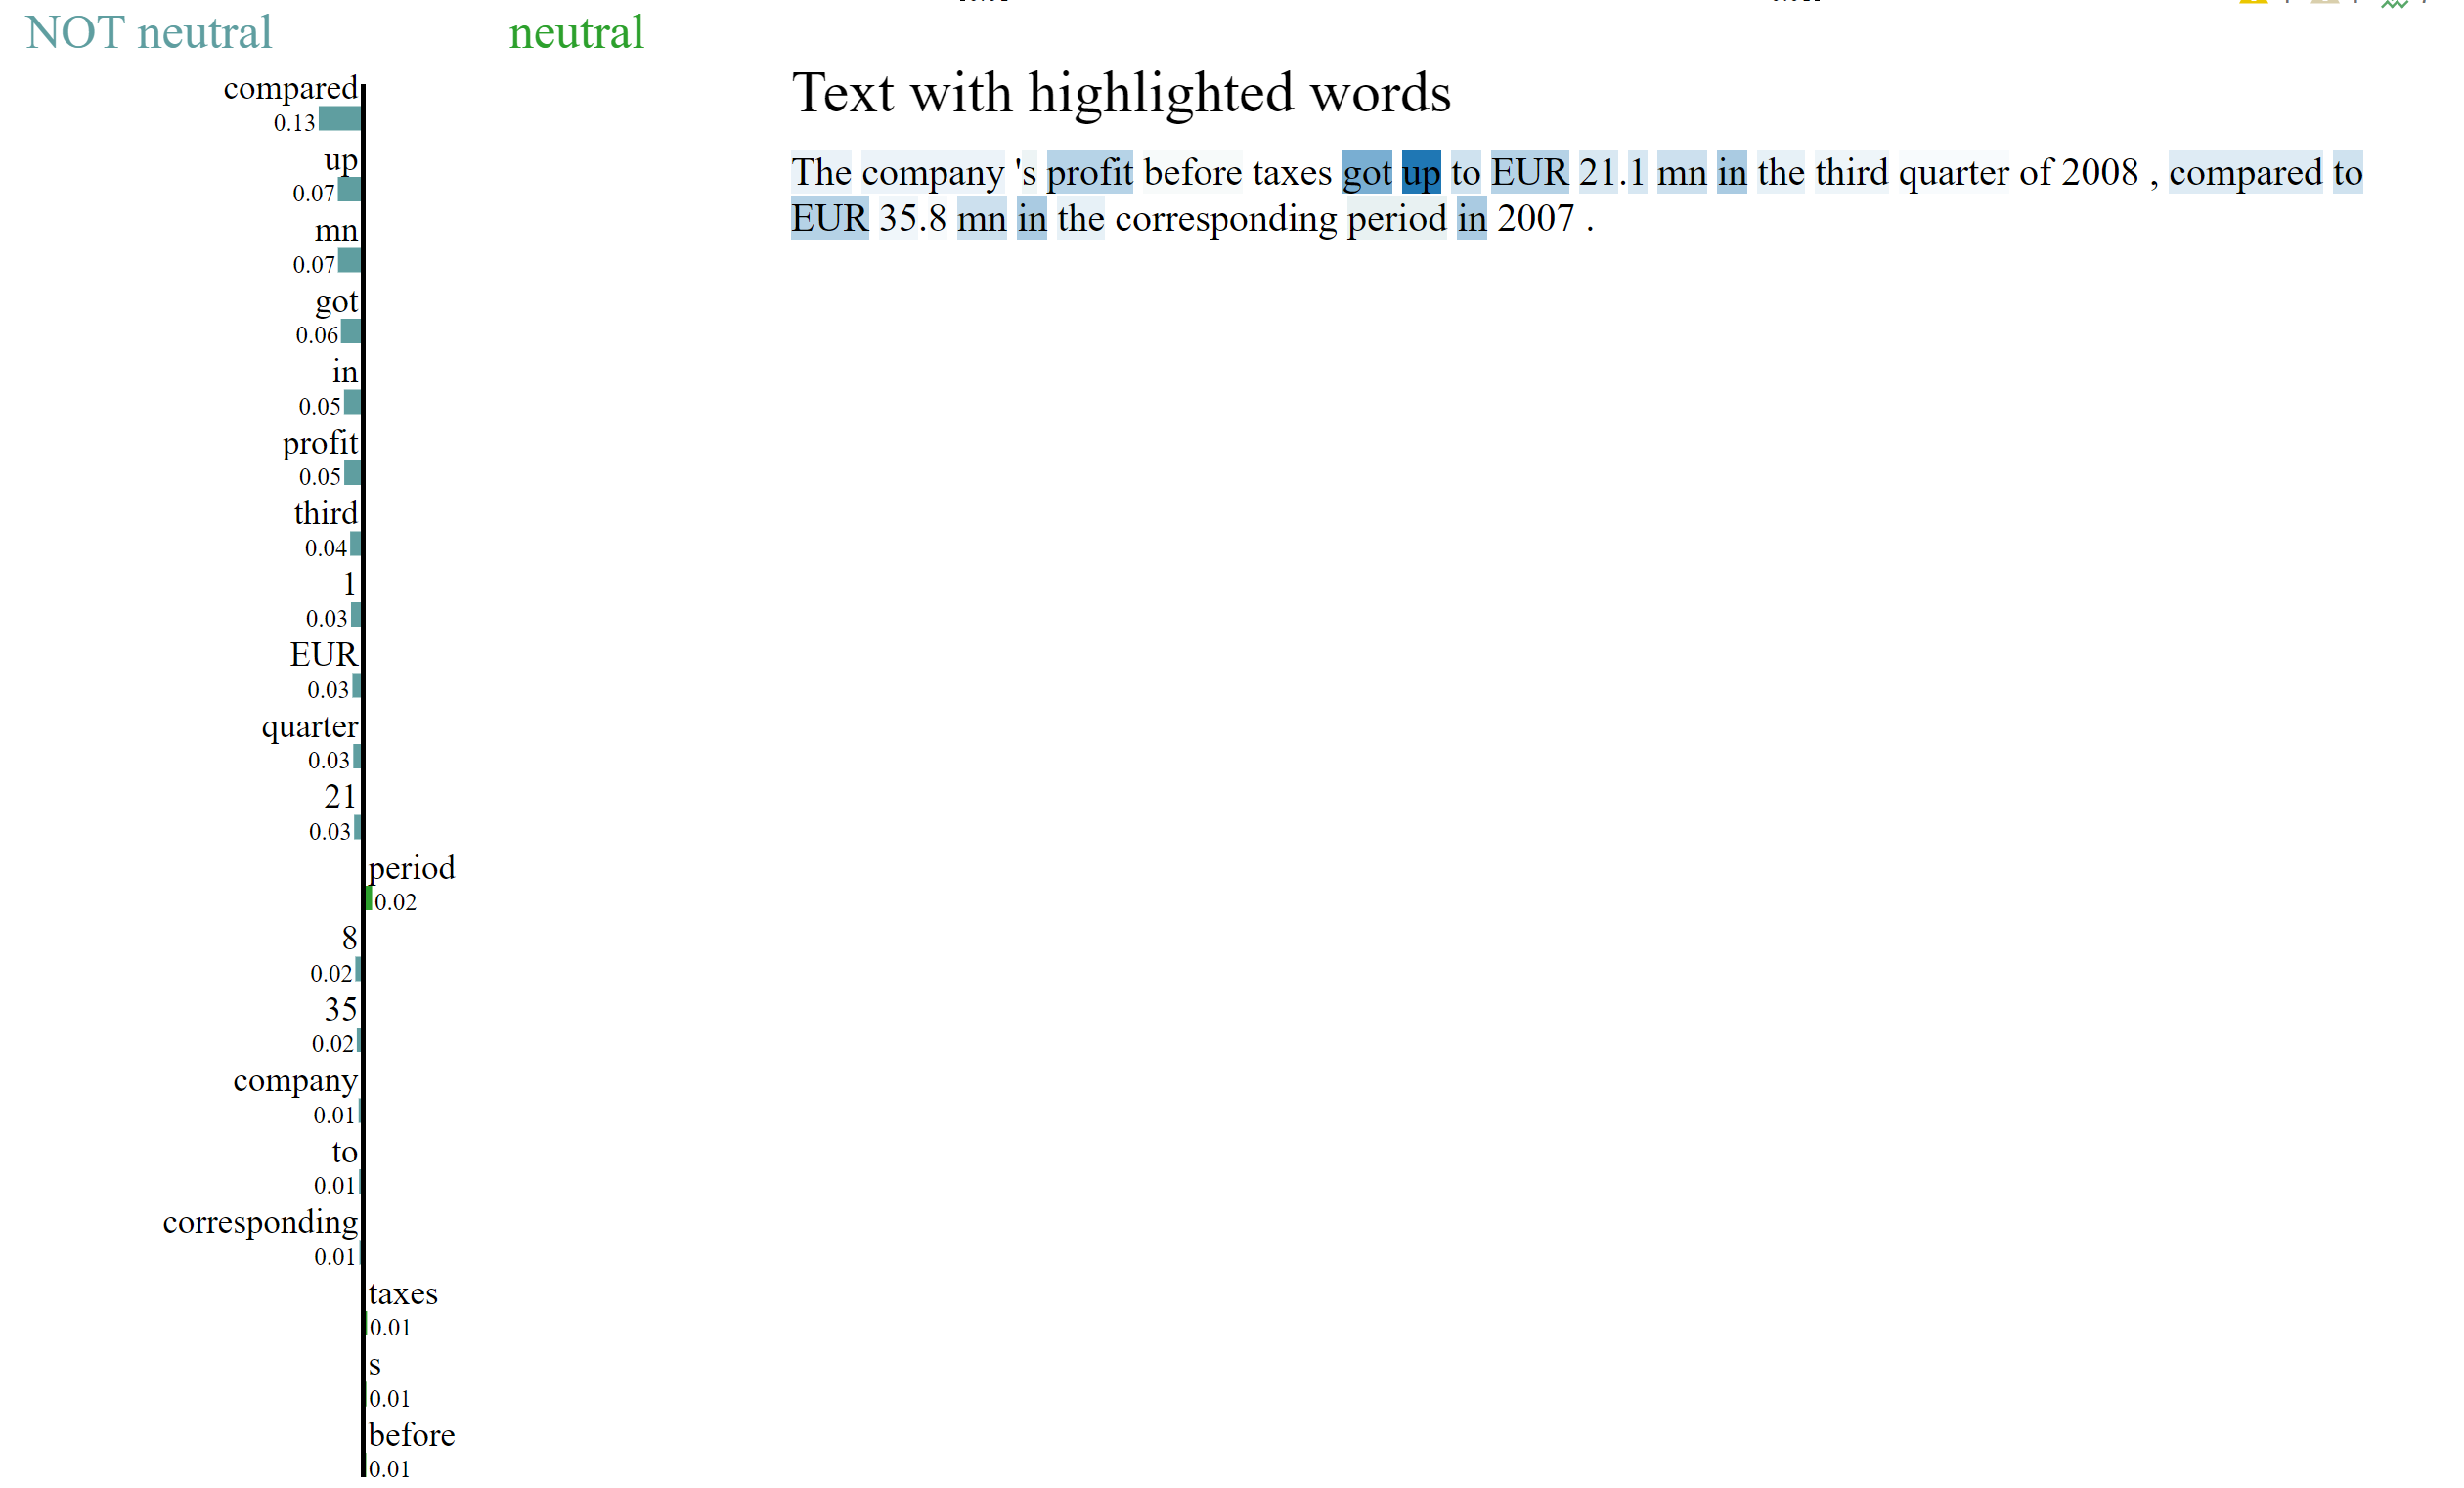 NOT neutral
neutral
compared
0.13
up
0.07
mn
0.07
got
0.06
in
0.05
profit
0.05
third
0.04
1
0.03
EUR
0.03
quarter
0.03
21
0.03
period
0.02
8
0.02
35
0.02
company
0.01
to
0.01
corresponding
0.01
taxes
0.01
s
0.01
before
0.01
Text with highlighted words
The company 's profit before taxes got up to EUR 21.1 mn in the third quarter of 2008 , compared to
EUR 35.8 mn in the corresponding period in 2007 .